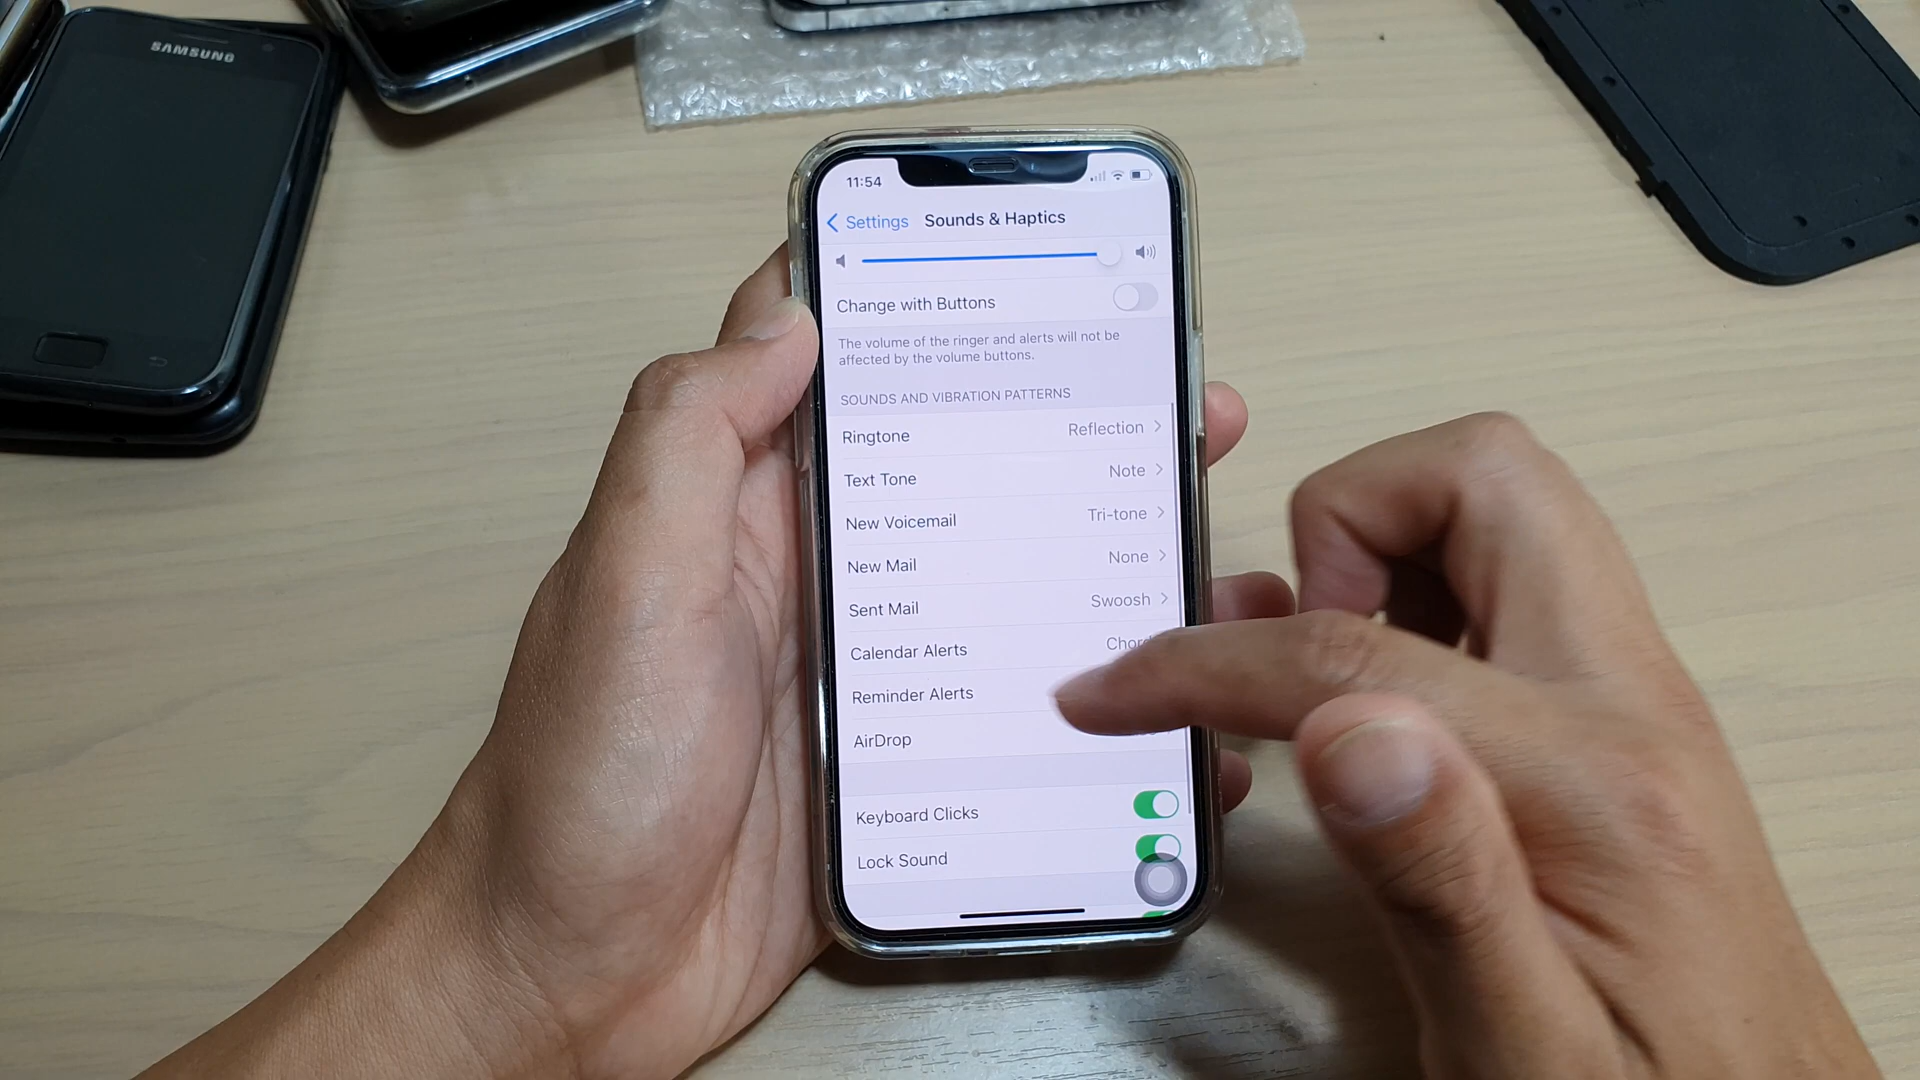 SAMSUNG
11:54
Settings
Sounds & Haptics
Change with Buttons
The volume of the ringer and alerts will not be
affected by the volume buttons.
SOUNDS AND VIBRATION PATTERNS
Ringtone Reflection
Text Tone Note
New Voicemail Tri-tone
New Mail None
Sent Mail Swoosh
Calendar Alerts Chord
Reminder Alerts
AirDrop
Keyboard Clicks
Lock Sound